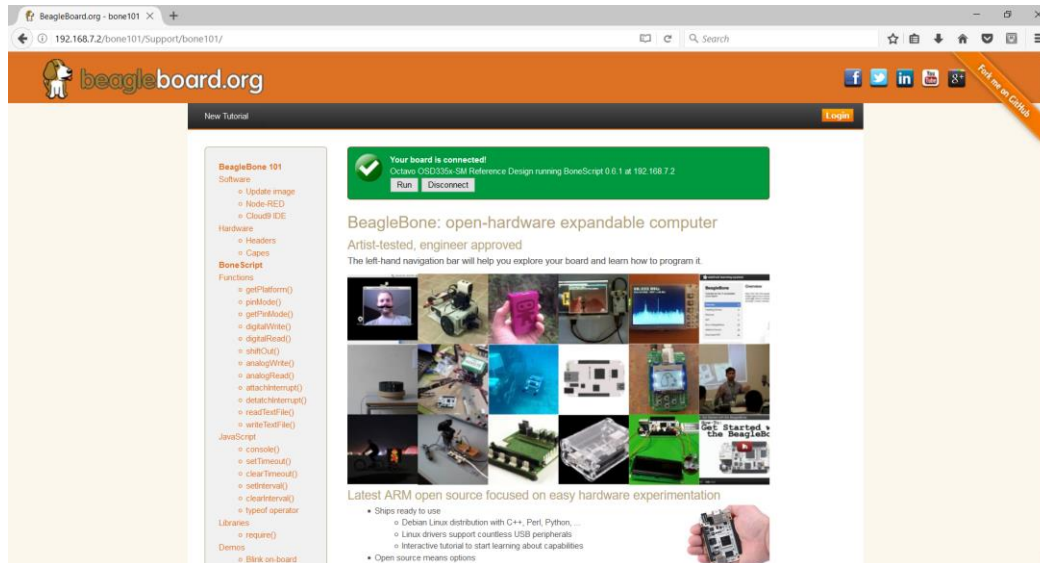 BeagleBoard.org - bone101
192.168.7.2/bone101/Support/bone101/
Search
beagleboard.org
Fork me on GitHub
New Tutorial
Login
BeagleBone 101
Software
Update image
Node-RED
Cloud9 IDE
Hardware
Headers
Capes
BoneScript
Functions
getPlatform()
pinMode()
getPinMode()
digitalWrite()
digitalRead()
shiftOut()
analogWrite()
analogRead()
attachInterrupt()
detatchInterrupt()
readTextFile()
writeTextFile()
JavaScript
console()
setTimeout()
clearTimeout()
setInterval()
clearInterval()
typeof operator
Libraries
require()
Demos
Blink on-board
Your board is connected!
Octavo OSD335x-SM Reference Design running BoneScript 0.6.1 at 192.168.7.2
Run Disconnect
BeagleBone: open-hardware expandable computer
Artist-tested, engineer approved
The left-hand navigation bar will help you explore your board and learn how to program it.
Get Started w
the BeagleBo
Latest ARM open source focused on easy hardware experimentation
Ships ready to use
Debian Linux distribution with C++, Perl, Python, ...
Linux drivers support countless USB peripherals
Interactive tutorial to start learning about capabilities
Open source means options